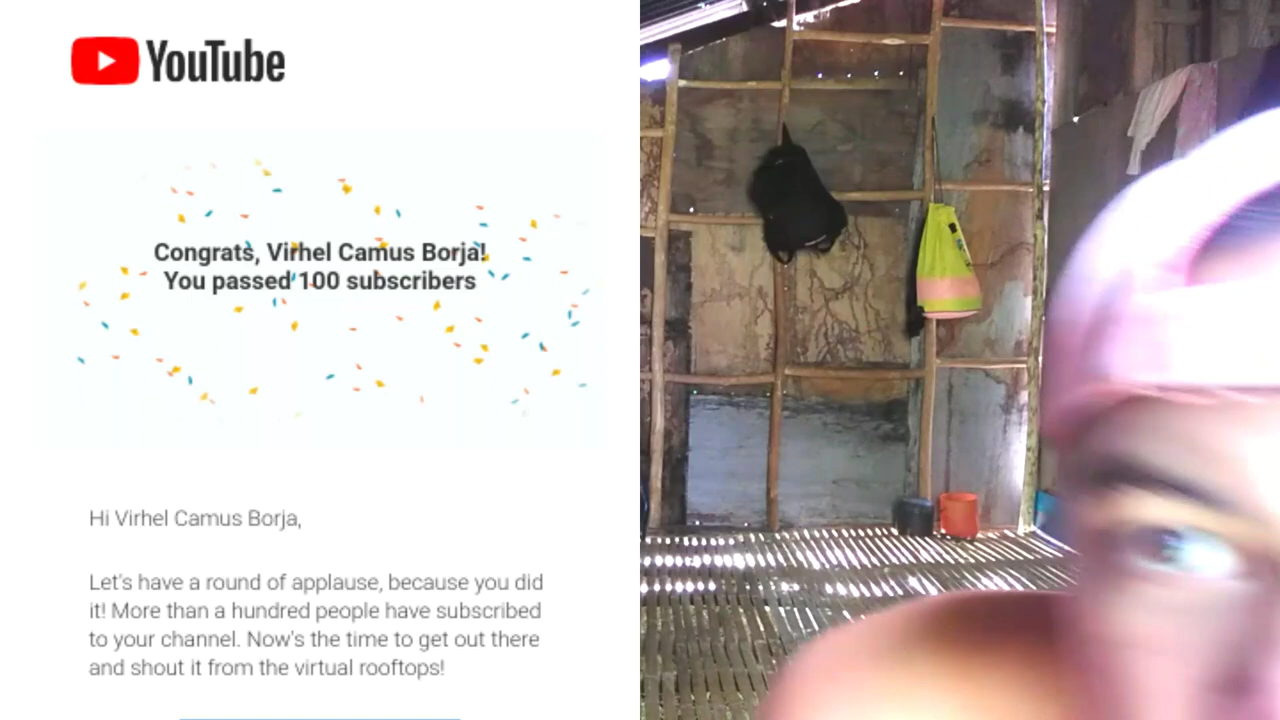 YouTube
Congrats, Virhel Camus Borja!
You passed 100 subscribers
Hi Virhel Camus Borja,
Let's have a round of applause, because you did
it! More than a hundred people have subscribed
to your channel. Now's the time to get out there
and shout it from the virtual rooftops!